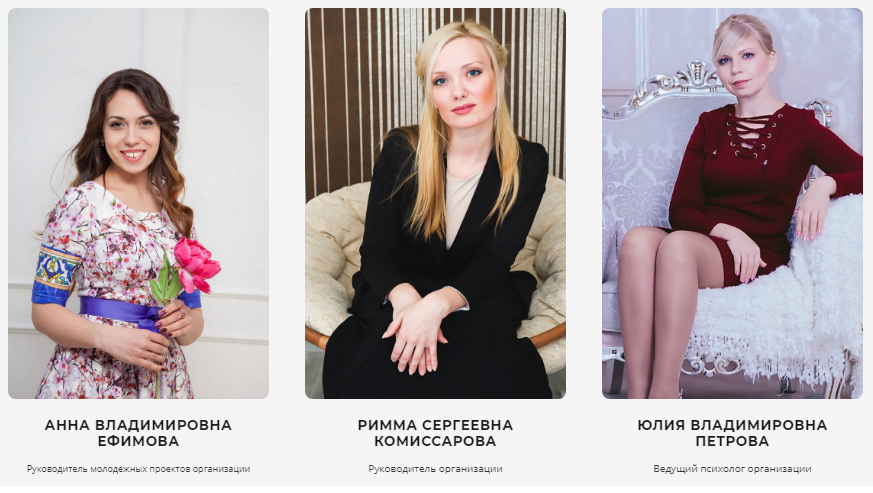 АННА ВЛАДИМИРОВНА
ЕФИМОВА
Руководитель молодежных проектов организации
РИММА СЕРГЕЕВНА
КОМИССАРОВА
Руководитель организации
ЮЛИЯ ВЛАДИМИРОВНА
ПЕТРОВА
Ведущий психолог организации